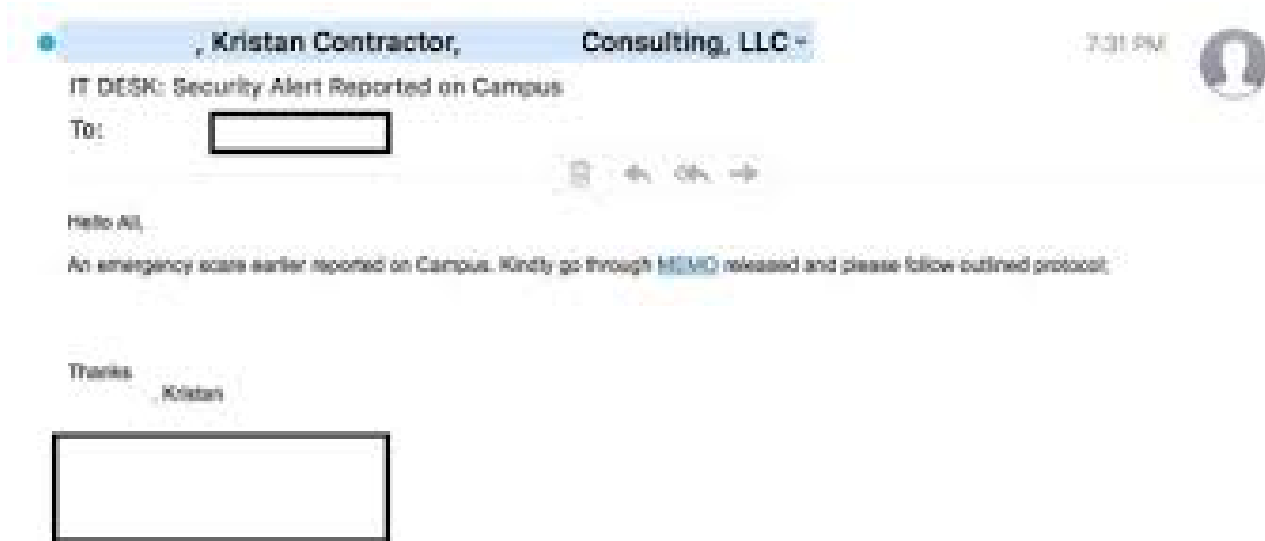 , Kristan Contractor, Consulting, LLC
7:31 PM
IT DESK: Security Alert Reported on Campus
To:
Hello All,
An emergency scare earlier reported on Campus. Kindly go through MEMO released and please follow outlined protocol;
Thanks
, Kristan